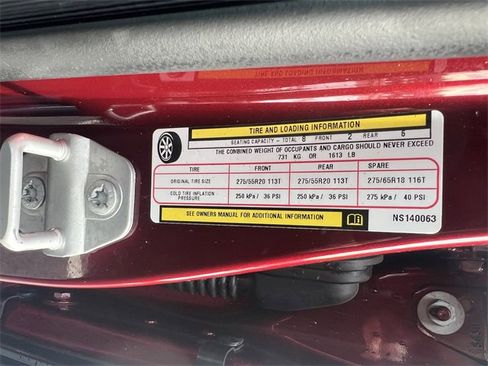 TIRE AND LOADING INFORMATION
SEATING CAPACITY - TOTAL 8 FRONT 2 REAR 6
THE COMBINED WEIGHT OF OCCUPANTS AND CARGO SHOULD NEVER EXCEED
731 KG OR 1613 LB
TIRE FRONT REAR SPARE
ORIGINAL TIRE SIZE 275/55R20 113T 275/55R20 113T 275/65R18 116T
COLD TIRE INFLATION PRESSURE 250 kPa / 36 PSI 250 kPa / 36 PSI 275 kPa / 40 PSI
SEE OWNERS MANUAL FOR ADDITIONAL INFORMATION NS140063